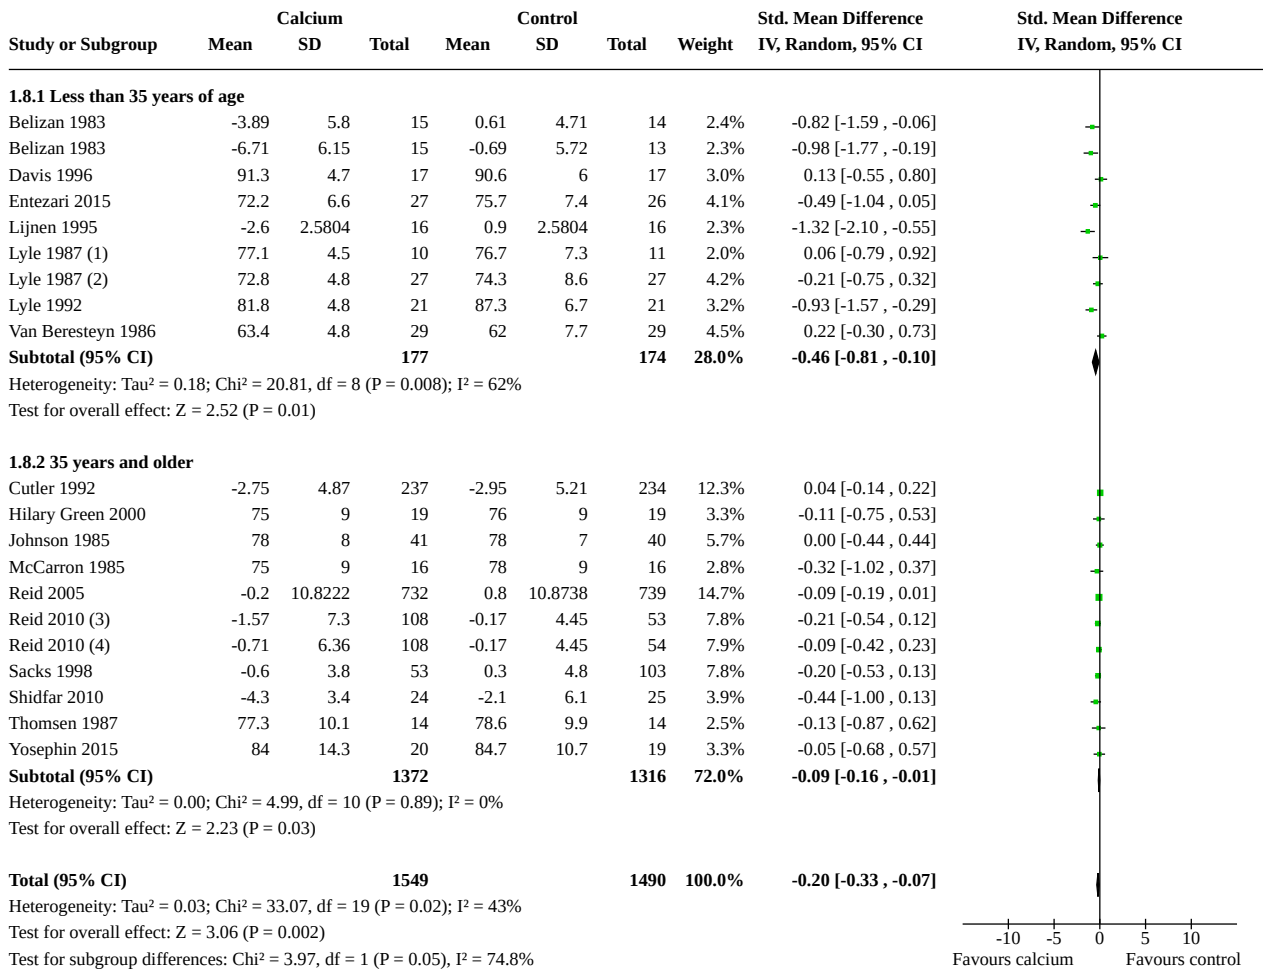 Calcium Control Std. Mean Difference Std. Mean Difference
Study or Subgroup Mean SD Total Mean SD Total Weight IV, Random, 95% CI IV, Random, 95% CI
1.8.1 Less than 35 years of age
Belizan 1983 -3.89 5.8 15 0.61 4.71 14 2.4% -0.82 [-1.59 , -0.06]
Belizan 1983 -6.71 6.15 15 -0.69 5.72 13 2.3% -0.98 [-1.77 , -0.19]
Davis 1996 91.3 4.7 17 90.6 6 17 3.0% 0.13 [-0.55 , 0.80]
Entezari 2015 72.2 6.6 27 75.7 7.4 26 4.1% -0.49 [-1.04 , 0.05]
Lijnen 1995 -2.6 2.5804 16 0.9 2.5804 16 2.3% -1.32 [-2.10 , -0.55]
Lyle 1987 (1) 77.1 4.5 10 76.7 7.3 11 2.0% 0.06 [-0.79 , 0.92]
Lyle 1987 (2) 72.8 4.8 27 74.3 8.6 27 4.2% -0.21 [-0.75 , 0.32]
Lyle 1992 81.8 4.8 21 87.3 6.7 21 3.2% -0.93 [-1.57 , -0.29]
Van Beresteyn 1986 63.4 4.8 29 62 7.7 29 4.5% 0.22 [-0.30 , 0.73]
Subtotal (95% CI) 177 174 28.0% -0.46 [-0.81 , -0.10]
Heterogeneity: Tau² = 0.18; Chi² = 20.81, df = 8 (P = 0.008); I² = 62%
Test for overall effect: Z = 2.52 (P = 0.01)
1.8.2 35 years and older
Cutler 1992 -2.75 4.87 237 -2.95 5.21 234 12.3% 0.04 [-0.14 , 0.22]
Hilary Green 2000 75 9 19 76 9 19 3.3% -0.11 [-0.75 , 0.53]
Johnson 1985 78 8 41 78 7 40 5.7% 0.00 [-0.44 , 0.44]
McCarron 1985 75 9 16 78 9 16 2.8% -0.32 [-1.02 , 0.37]
Reid 2005 -0.2 10.8222 732 0.8 10.8738 739 14.7% -0.09 [-0.19 , 0.01]
Reid 2010 (3) -1.57 7.3 108 -0.17 4.45 53 7.8% -0.21 [-0.54 , 0.12]
Reid 2010 (4) -0.71 6.36 108 -0.17 4.45 54 7.9% -0.09 [-0.42 , 0.23]
Sacks 1998 -0.6 3.8 53 0.3 4.8 103 7.8% -0.20 [-0.53 , 0.13]
Shidfar 2010 -4.3 3.4 24 -2.1 6.1 25 3.9% -0.44 [-1.00 , 0.13]
Thomsen 1987 77.3 10.1 14 78.6 9.9 14 2.5% -0.13 [-0.87 , 0.62]
Yosephin 2015 84 14.3 20 84.7 10.7 19 3.3% -0.05 [-0.68 , 0.57]
Subtotal (95% CI) 1372 1316 72.0% -0.09 [-0.16 , -0.01]
Heterogeneity: Tau² = 0.00; Chi² = 4.99, df = 10 (P = 0.89); I² = 0%
Test for overall effect: Z = 2.23 (P = 0.03)
Total (95% CI) 1549 1490 100.0% -0.20 [-0.33 , -0.07]
Heterogeneity: Tau² = 0.03; Chi² = 33.07, df = 19 (P = 0.02); I² = 43%
Test for overall effect: Z = 3.06 (P = 0.002)
Test for subgroup differences: Chi² = 3.97, df = 1 (P = 0.05), I² = 74.8%
-10 -5 0 5 10
Favours calcium Favours control